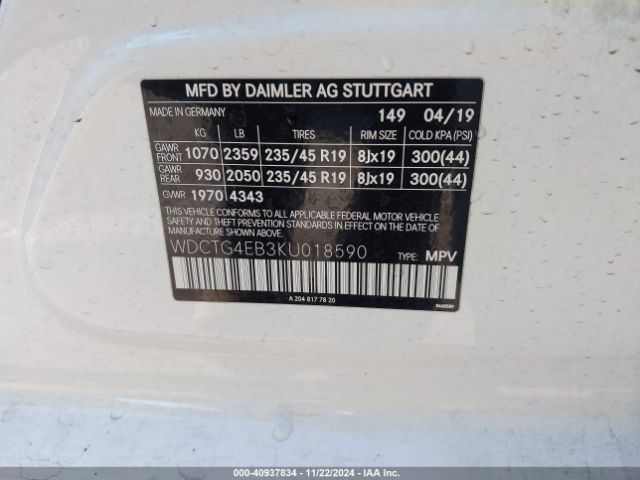 MFD BY DAIMLER AG STUTTGART
MADE IN GERMANY 149 04/19
KG LB TIRES RIM SIZE COLD KPA (PSI)
GAWR FRONT 1070 2359 235/45 R19 8Jx19 300(44)
GAWR REAR 930 2050 235/45 R19 8Jx19 300(44)
GVWR 1970 4343
THIS VEHICLE CONFORMS TO ALL APPLICABLE FEDERAL MOTOR VEHICLE
SAFETY AND THEFT PREVENTION STANDARDS IN EFFECT ON THE DATE OF
MANUFACTURE SHOWN ABOVE.
WDCTG4EB3KU018590 TYPE: MPV
A 204 817 78 20
000-40937834 - 11/22/2024 - IAAI.com